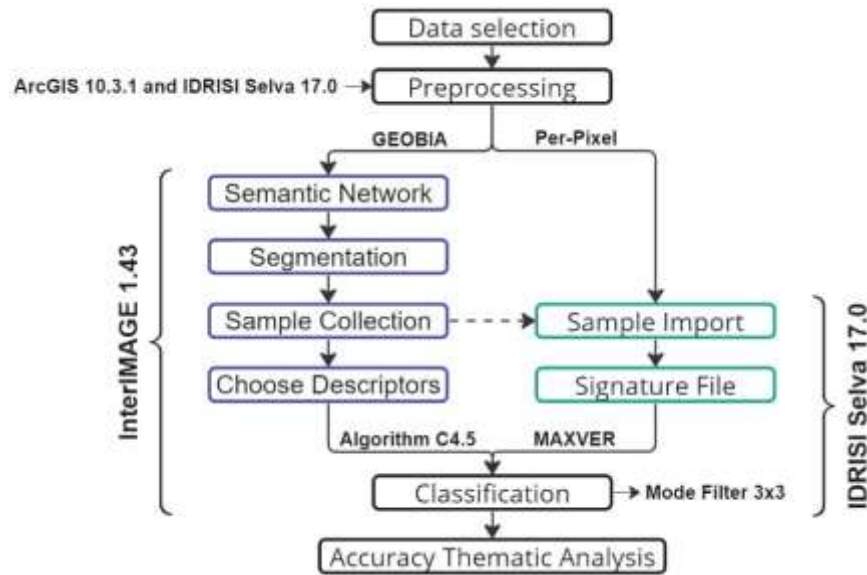 Data selection
ArcGIS 10.3.1 and IDRISI Selva 17.0
Preprocessing
GEOBIA
Per-Pixel
Semantic Network
Segmentation
Sample Collection
Sample Import
Choose Descriptors
Signature File
InterIMAGE 1.43
IDRISI Selva 17.0
Algorithm C4.5
MAXVER
Classification
Mode Filter 3x3
Accuracy Thematic Analysis